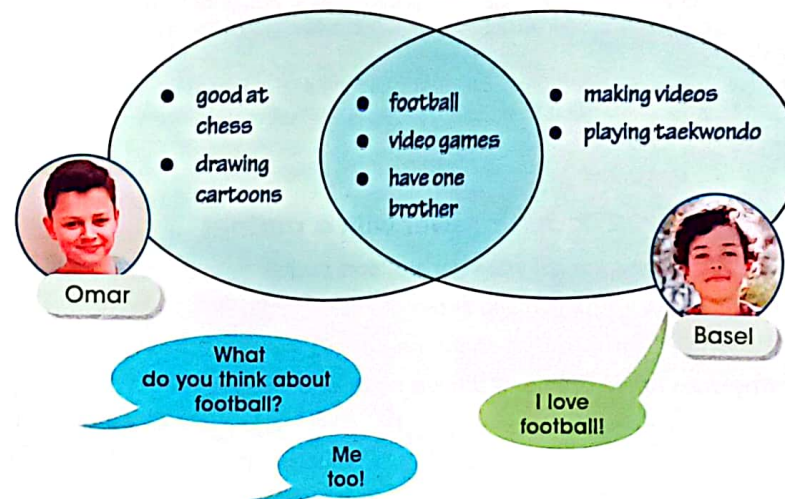 good at
chess
drawing
cartoons
football
video games
have one
brother
making videos
playing taekwondo
Omar
Basel
What
do you think about
football?
I love
football!
Me
too!